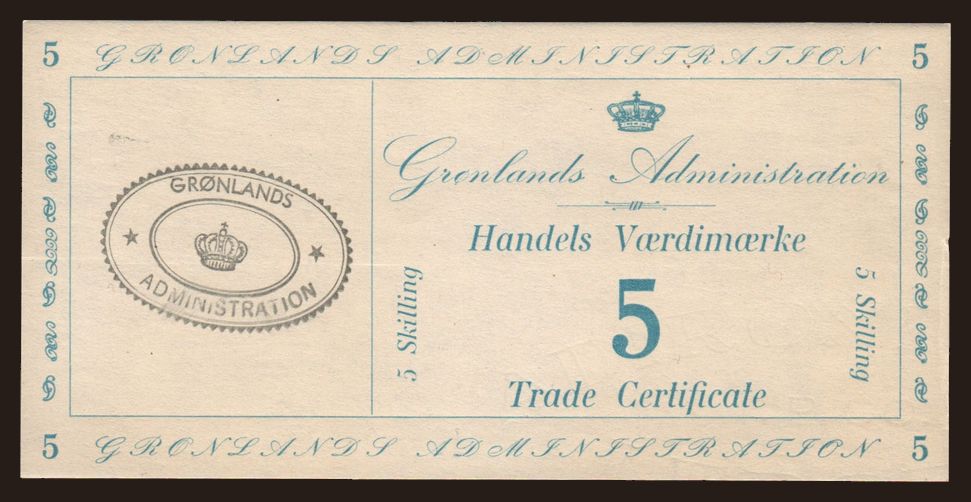 5 GRØNLANDS ADMINISTRATION 5
Grønlands Administration
Handels Værdimærke
5
Trade Certificate
5 Skilling
5 Skilling
GRØNLANDS
ADMINISTRATION
5 GRØNLANDS ADMINISTRATION 5